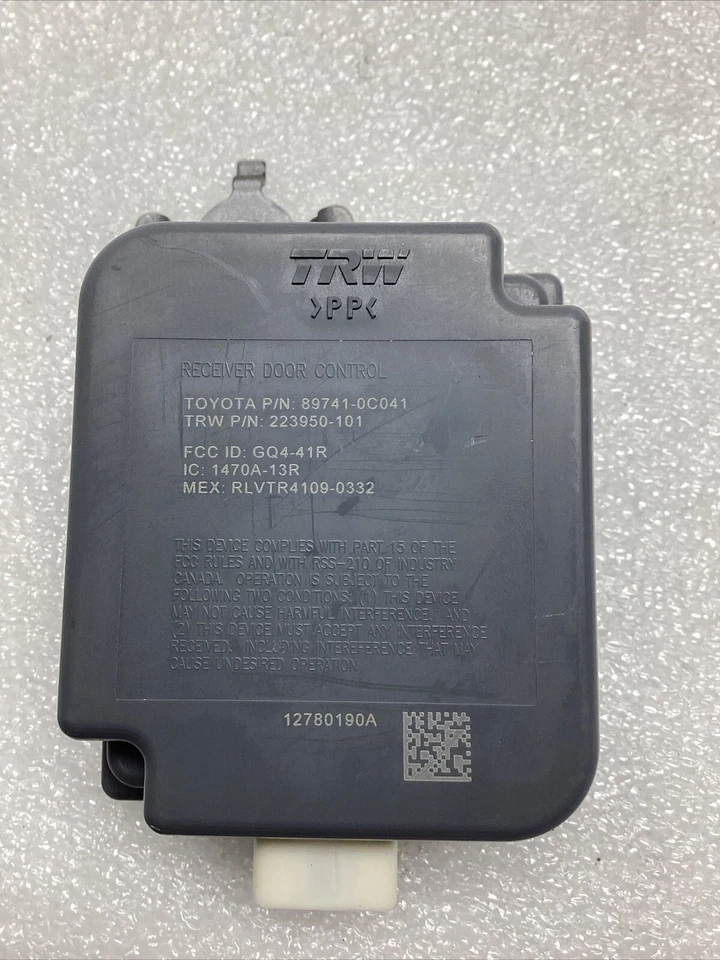 TRW
>PP<
RECEIVER DOOR CONTROL
TOYOTA P/N: 89741-0C041
TRW P/N: 223950-101
FCC ID: GQ4-41R
IC: 1470A-13R
MEX: RLVTR4109-0332
THIS DEVICE COMPLIES WITH PART 15 OF THE
FCC RULES AND WITH RSS-210 OF INDUSTRY
CANADA. OPERATION IS SUBJECT TO THE
FOLLOWING TWO CONDITIONS: (1) THIS DEVICE
MAY NOT CAUSE HARMFUL INTERFERENCE, AND
(2) THIS DEVICE MUST ACCEPT ANY INTERFERENCE
RECEIVED, INCLUDING INTEREFERENCE THAT MAY
CAUSE UNDESIRED OPERATION
12780190A